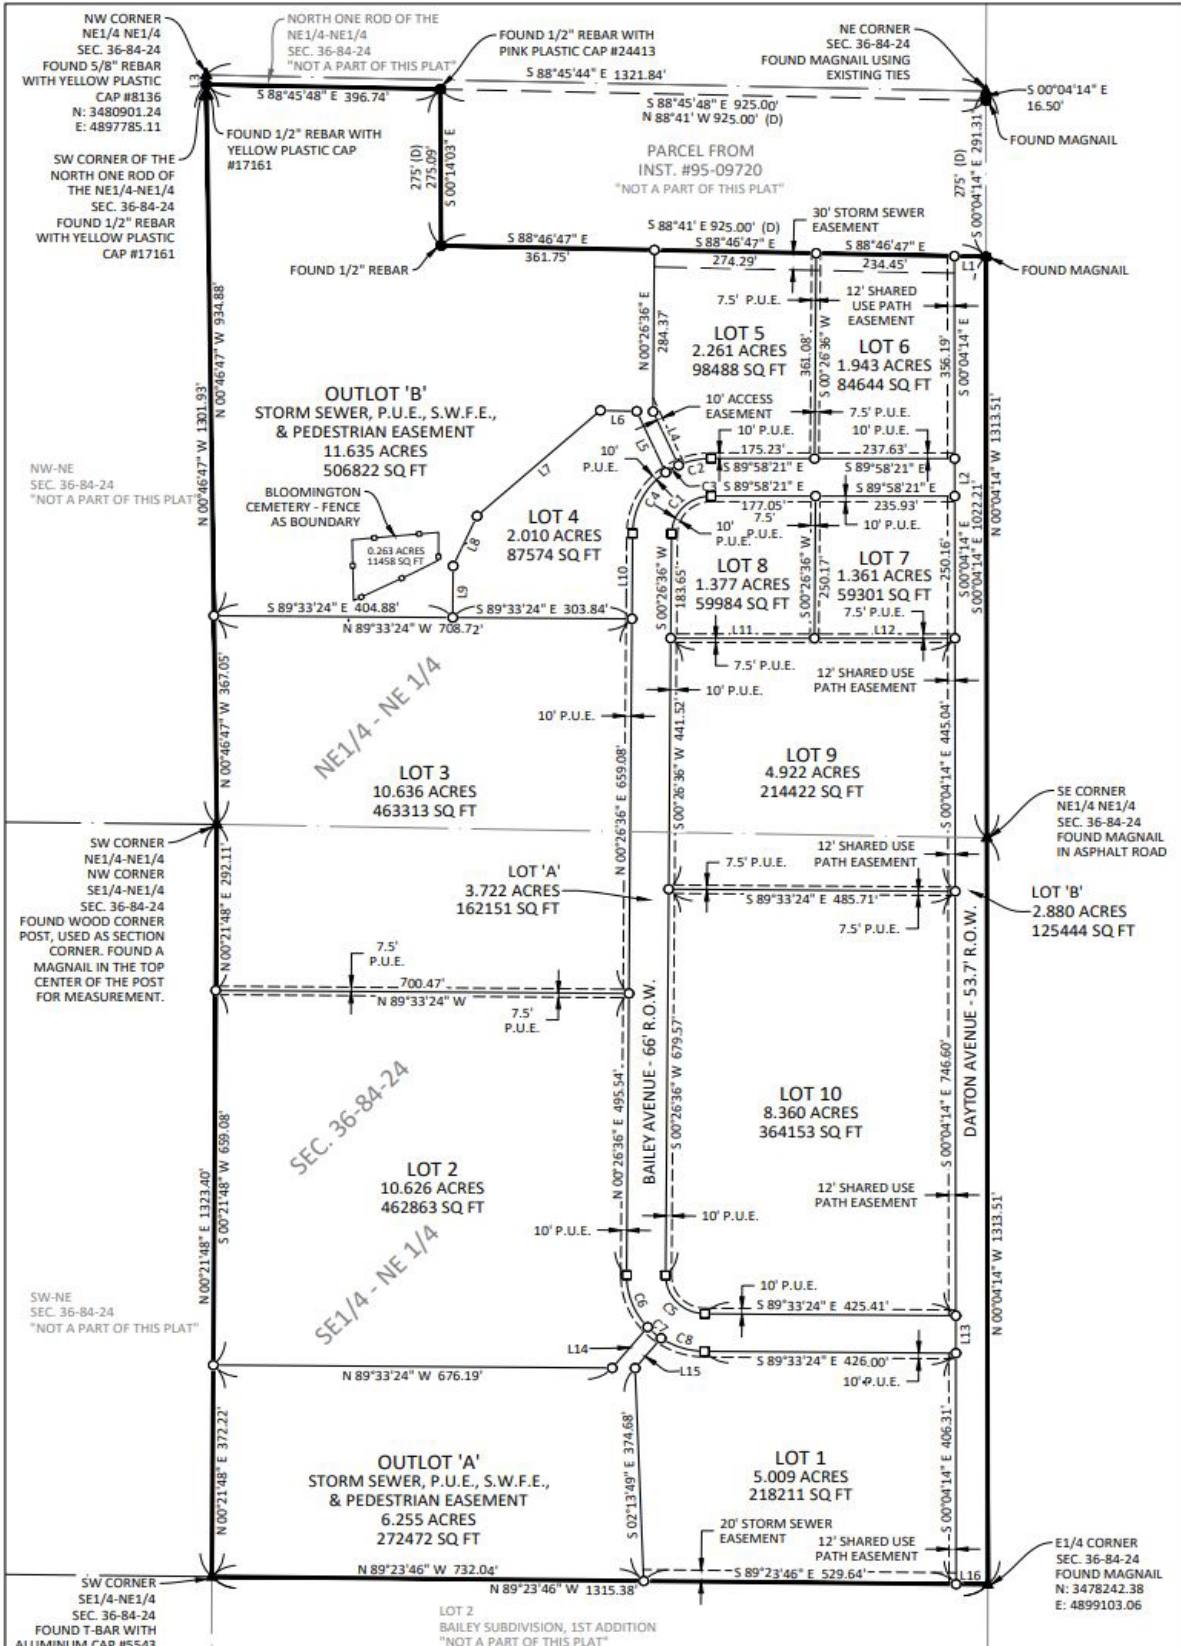 NW CORNER
NE1/4 NE1/4
SEC. 36-84-24
FOUND 5/8" REBAR
WITH YELLOW PLASTIC
CAP #8136
N: 3480901.24
E: 4897785.11
NORTH ONE ROD OF THE
NE1/4-NE1/4
SEC. 36-84-24
"NOT A PART OF THIS PLAT"
FOUND 1/2" REBAR WITH
PINK PLASTIC CAP #24413
NE CORNER
SEC. 36-84-24
FOUND MAGNAIL USING
EXISTING TIES
S 88°45'44" E 1321.84'
3
S 88°45'48" E 396.74'
S 88°45'48" E 925.00'
N 88°41' W 925.00' (D)
S 00°04'14" E
16.50'
FOUND MAGNAIL
FOUND 1/2" REBAR WITH
YELLOW PLASTIC CAP
#17161
SW CORNER OF THE
NORTH ONE ROD OF
THE NE1/4-NE1/4
SEC. 36-84-24
FOUND 1/2" REBAR
WITH YELLOW PLASTIC
CAP #17161
275' (D)
275.09'
S 00°14'03" E
PARCEL FROM
INST. #95-09720
"NOT A PART OF THIS PLAT"
275' (D)
S 00°04'14" E 291.31'
S 88°41' E 925.00' (D)
30' STORM SEWER
EASEMENT
FOUND 1/2" REBAR
S 88°46'47" E
361.75'
S 88°46'47" E
274.29'
S 88°46'47" E
234.45'
L1
FOUND MAGNAIL
N 00°46'47" W 934.88'
N 00°46'47" W 1301.93'
N 00°26'36" E
284.37'
7.5' P.U.E.
12' SHARED
USE PATH
EASEMENT
LOT 5
2.261 ACRES
98488 SQ FT
361.08'
S 00°26'36" W
LOT 6
1.943 ACRES
84644 SQ FT
356.19'
S 00°04'14" E
N 00°04'14" W 1313.51'
OUTLOT 'B'
STORM SEWER, P.U.E., S.W.F.E.,
& PEDESTRIAN EASEMENT
11.635 ACRES
506822 SQ FT
10' ACCESS
EASEMENT
7.5' P.U.E.
10' P.U.E.
10' P.U.E.
L6
L4
L5
L7
10'
P.U.E.
175.23'
237.63'
C2
S 89°58'21" E
S 89°58'21" E
C3
L2
C4
C1
S 89°58'21" E
S 89°58'21" E
177.05'
235.93'
NW-NE
SEC. 36-84-24
"NOT A PART OF THIS PLAT"
BLOOMINGTON
CEMETERY - FENCE
AS BOUNDARY
0.263 ACRES
11458 SQ FT
L8
L9
LOT 4
2.010 ACRES
87574 SQ FT
7.5'
P.U.E.
10'
P.U.E.
10' P.U.E.
L10
S 00°26'36" W
183.65'
LOT 8
1.377 ACRES
59984 SQ FT
S 00°26'36" W
250.17'
LOT 7
1.361 ACRES
59301 SQ FT
7.5' P.U.E.
250.16'
S 00°04'14" E
S 00°04'14" E 1022.21'
S 89°33'24" E 404.88'
S 89°33'24" E 303.84'
N 89°33'24" W 708.72'
L11
L12
7.5' P.U.E.
12' SHARED USE
PATH EASEMENT
10' P.U.E.
10' P.U.E.
N 00°46'47" W 367.05'
NE1/4 - NE 1/4
LOT 3
10.636 ACRES
463313 SQ FT
N 00°26'36" E 659.08'
S 00°26'36" W 441.52'
LOT 9
4.922 ACRES
214422 SQ FT
S 00°04'14" E 445.04'
SE CORNER
NE1/4 NE1/4
SEC. 36-84-24
FOUND MAGNAIL
IN ASPHALT ROAD
SW CORNER
NE1/4-NE1/4
NW CORNER
SE1/4-NE1/4
SEC. 36-84-24
FOUND WOOD CORNER
POST, USED AS SECTION
CORNER. FOUND A
MAGNAIL IN THE TOP
CENTER OF THE POST
FOR MEASUREMENT.
N 00°21'48" E 292.11'
LOT 'A'
3.722 ACRES
162151 SQ FT
7.5' P.U.E.
12' SHARED USE
PATH EASEMENT
S 89°33'24" E 485.71'
7.5' P.U.E.
LOT 'B'
2.880 ACRES
125444 SQ FT
7.5'
P.U.E.
700.47'
N 89°33'24" W
7.5'
P.U.E.
BAILEY AVENUE - 66' R.O.W.
DAYTON AVENUE - 53.7' R.O.W.
N 00°21'48" E 1323.40'
S 00°21'48" W 659.08'
SEC. 36-84-24
N 00°26'36" E 495.54'
S 00°26'36" W 679.57'
LOT 10
8.360 ACRES
364153 SQ FT
S 00°04'14" E 746.60'
N 00°04'14" W 1313.51'
LOT 2
10.626 ACRES
462863 SQ FT
12' SHARED USE
PATH EASEMENT
10' P.U.E.
10' P.U.E.
SE1/4 - NE 1/4
SW-NE
SEC. 36-84-24
"NOT A PART OF THIS PLAT"
10' P.U.E.
S 89°33'24" E 425.41'
C6
C5
C7
C8
L13
L14
L15
S 89°33'24" E 426.00'
10' P.U.E.
N 89°33'24" W 676.19'
N 00°21'48" E 372.22'
OUTLOT 'A'
STORM SEWER, P.U.E., S.W.F.E.,
& PEDESTRIAN EASEMENT
6.255 ACRES
272472 SQ FT
S 02°13'49" E 374.68'
LOT 1
5.009 ACRES
218211 SQ FT
S 00°04'14" E 406.31'
20' STORM SEWER
EASEMENT
12' SHARED USE
PATH EASEMENT
N 89°23'46" W 732.04'
S 89°23'46" E 529.64'
L16
N 89°23'46" W 1315.38'
E1/4 CORNER
SEC. 36-84-24
FOUND MAGNAIL
N: 3478242.38
E: 4899103.06
SW CORNER
SE1/4-NE1/4
SEC. 36-84-24
FOUND T-BAR WITH
ALUMINUM CAP #5543
LOT 2
BAILEY SUBDIVISION, 1ST ADDITION
"NOT A PART OF THIS PLAT"